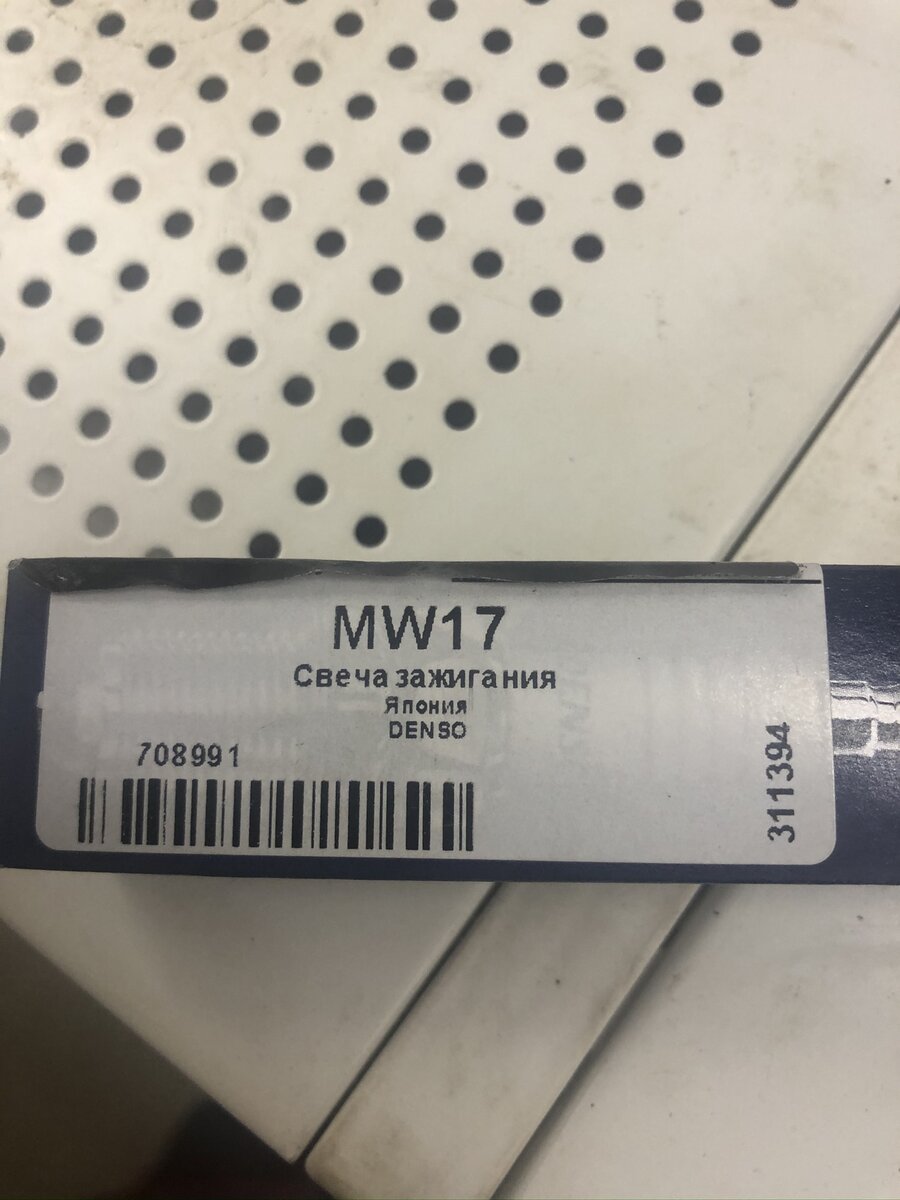 MW17
Свеча зажигания
Япония
DENSO
708991
311394